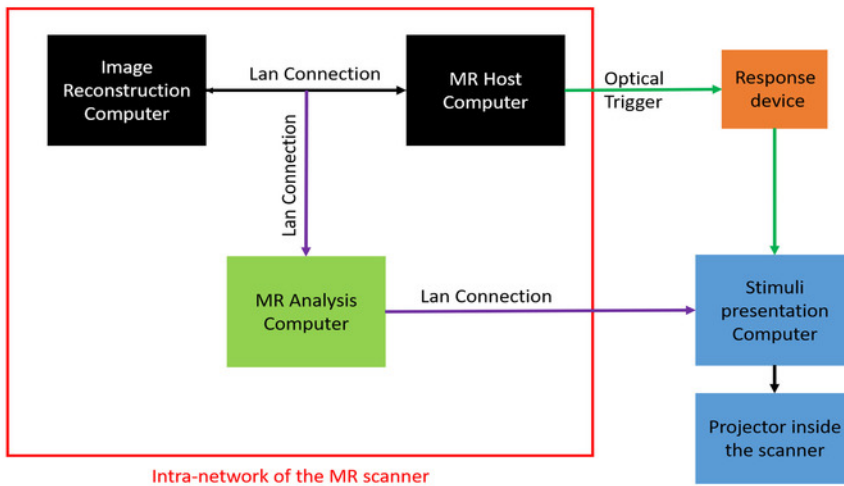 Image
Reconstruction
Computer
Lan Connection
MR Host
Computer
Optical
Trigger
Response
device
Lan Connection
MR Analysis
Computer
Lan Connection
Stimuli
presentation
Computer
Projector inside
the scanner
Intra-network of the MR scanner